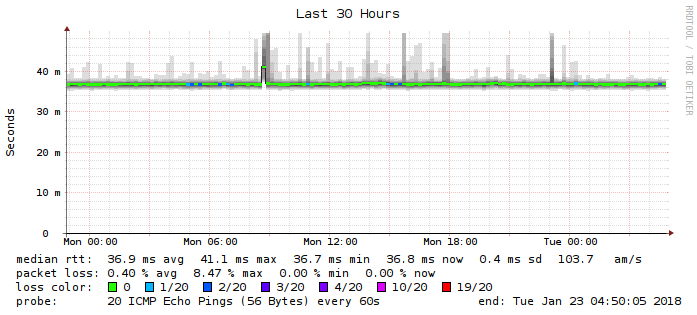 Last 30 Hours
RRDTOOL / TOBI OETIKER
Seconds
40 m
30 m
20 m
10 m
0
Mon 00:00 Mon 06:00 Mon 12:00 Mon 18:00 Tue 00:00
median rtt: 36.9 ms avg 41.1 ms max 36.7 ms min 36.8 ms now 0.4 ms sd 103.7 am/s
packet loss: 0.40 % avg 8.47 % max 0.00 % min 0.00 % now
loss color: 0 1/20 2/20 3/20 4/20 10/20 19/20
probe: 20 ICMP Echo Pings (56 Bytes) every 60s end: Tue Jan 23 04:50:05 2018